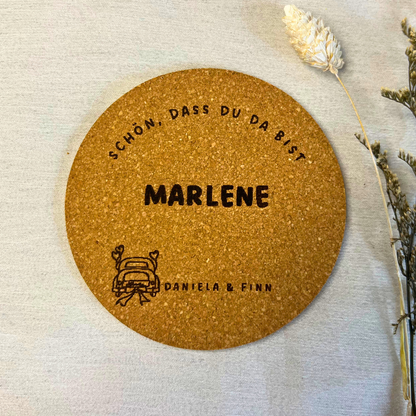 SCHÖN, DASS DU DA BIST
MARLENE
DANIELA & FINN